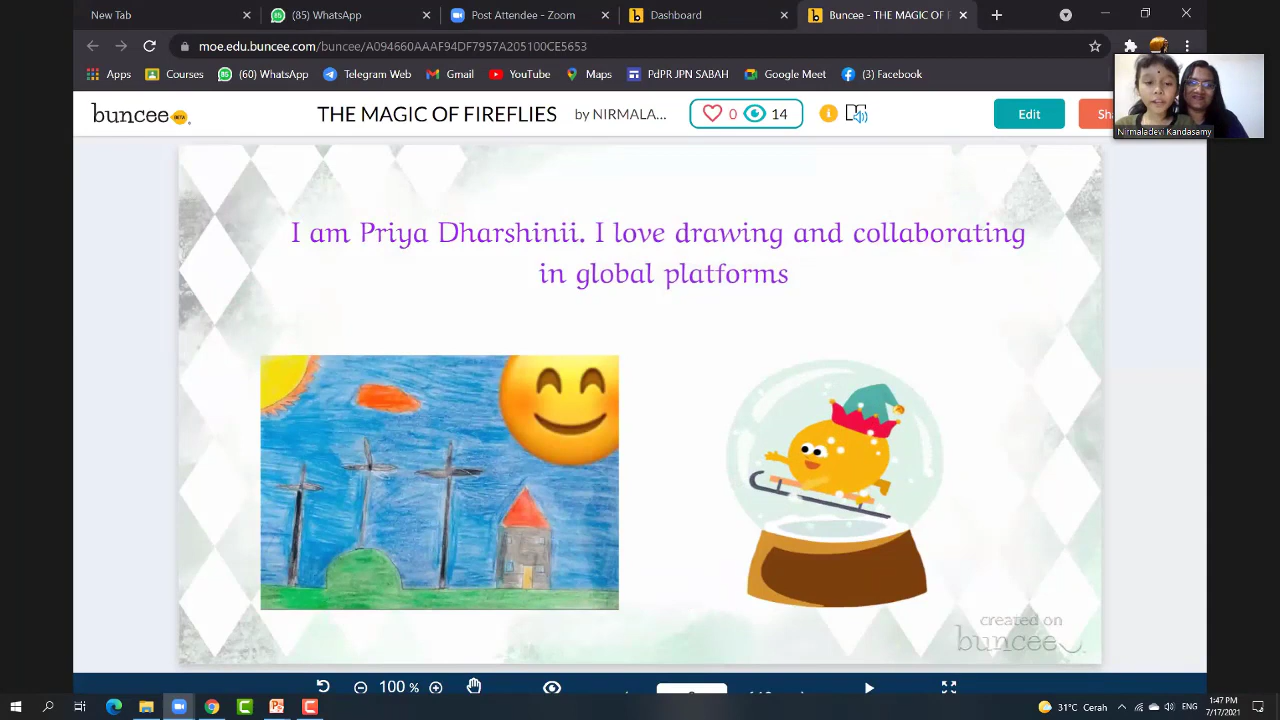 New Tab
(85) WhatsApp
Post Attendee - Zoom
Dashboard
Buncee - THE MAGIC OF F
moe.edu.buncee.com/buncee/A094660AAAF94DF7957A205100CE5653
Apps
Courses
(60) WhatsApp
Telegram Web
Gmail
YouTube
Maps
PdPR JPN SABAH
Google Meet
(3) Facebook
buncee BETA
THE MAGIC OF FIREFLIES
by NIRMALA...
0
14
Edit
Sha
Nirmaladevi Kandasamy
I am Priya Dharshinii. I love drawing and collaborating
in global platforms
created on
buncee
100 %
31°C Cerah
ENG
1:47 PM
7/17/2021